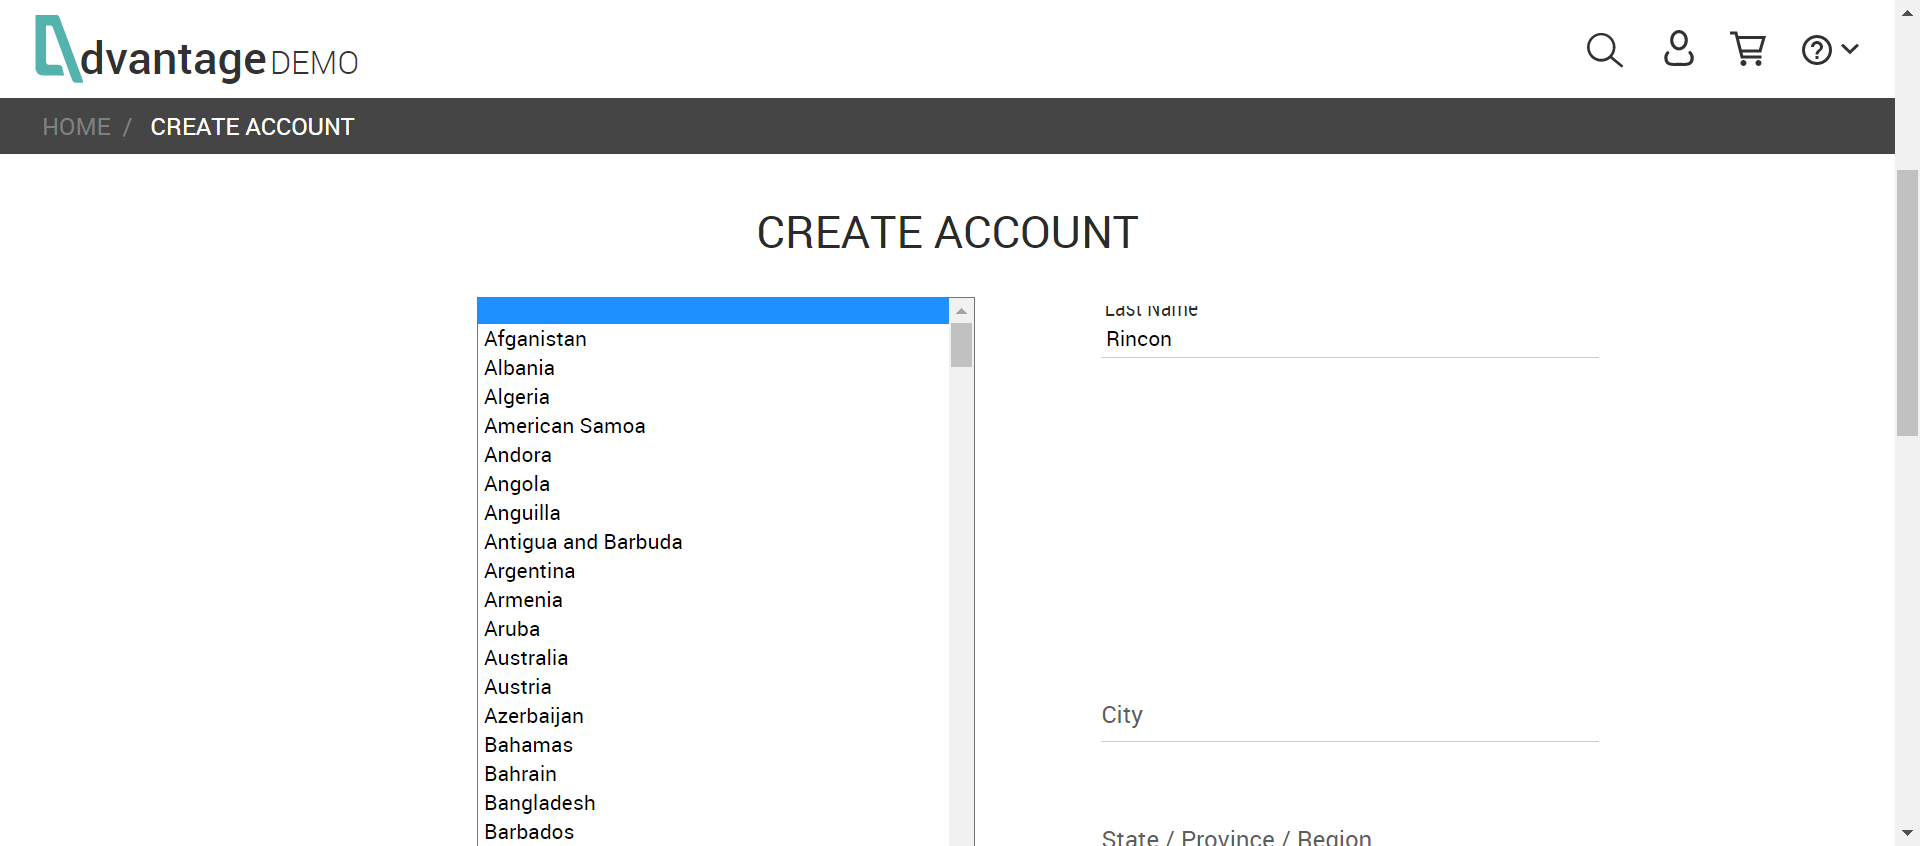 dvantage DEMO
HOME / CREATE ACCOUNT
CREATE ACCOUNT
Afganistan
Albania
Algeria
American Samoa
Andora
Angola
Anguilla
Antigua and Barbuda
Argentina
Armenia
Aruba
Australia
Austria
Azerbaijan
Bahamas
Bahrain
Bangladesh
Barbados
Last Name
Rincon
City
State / Province / Region